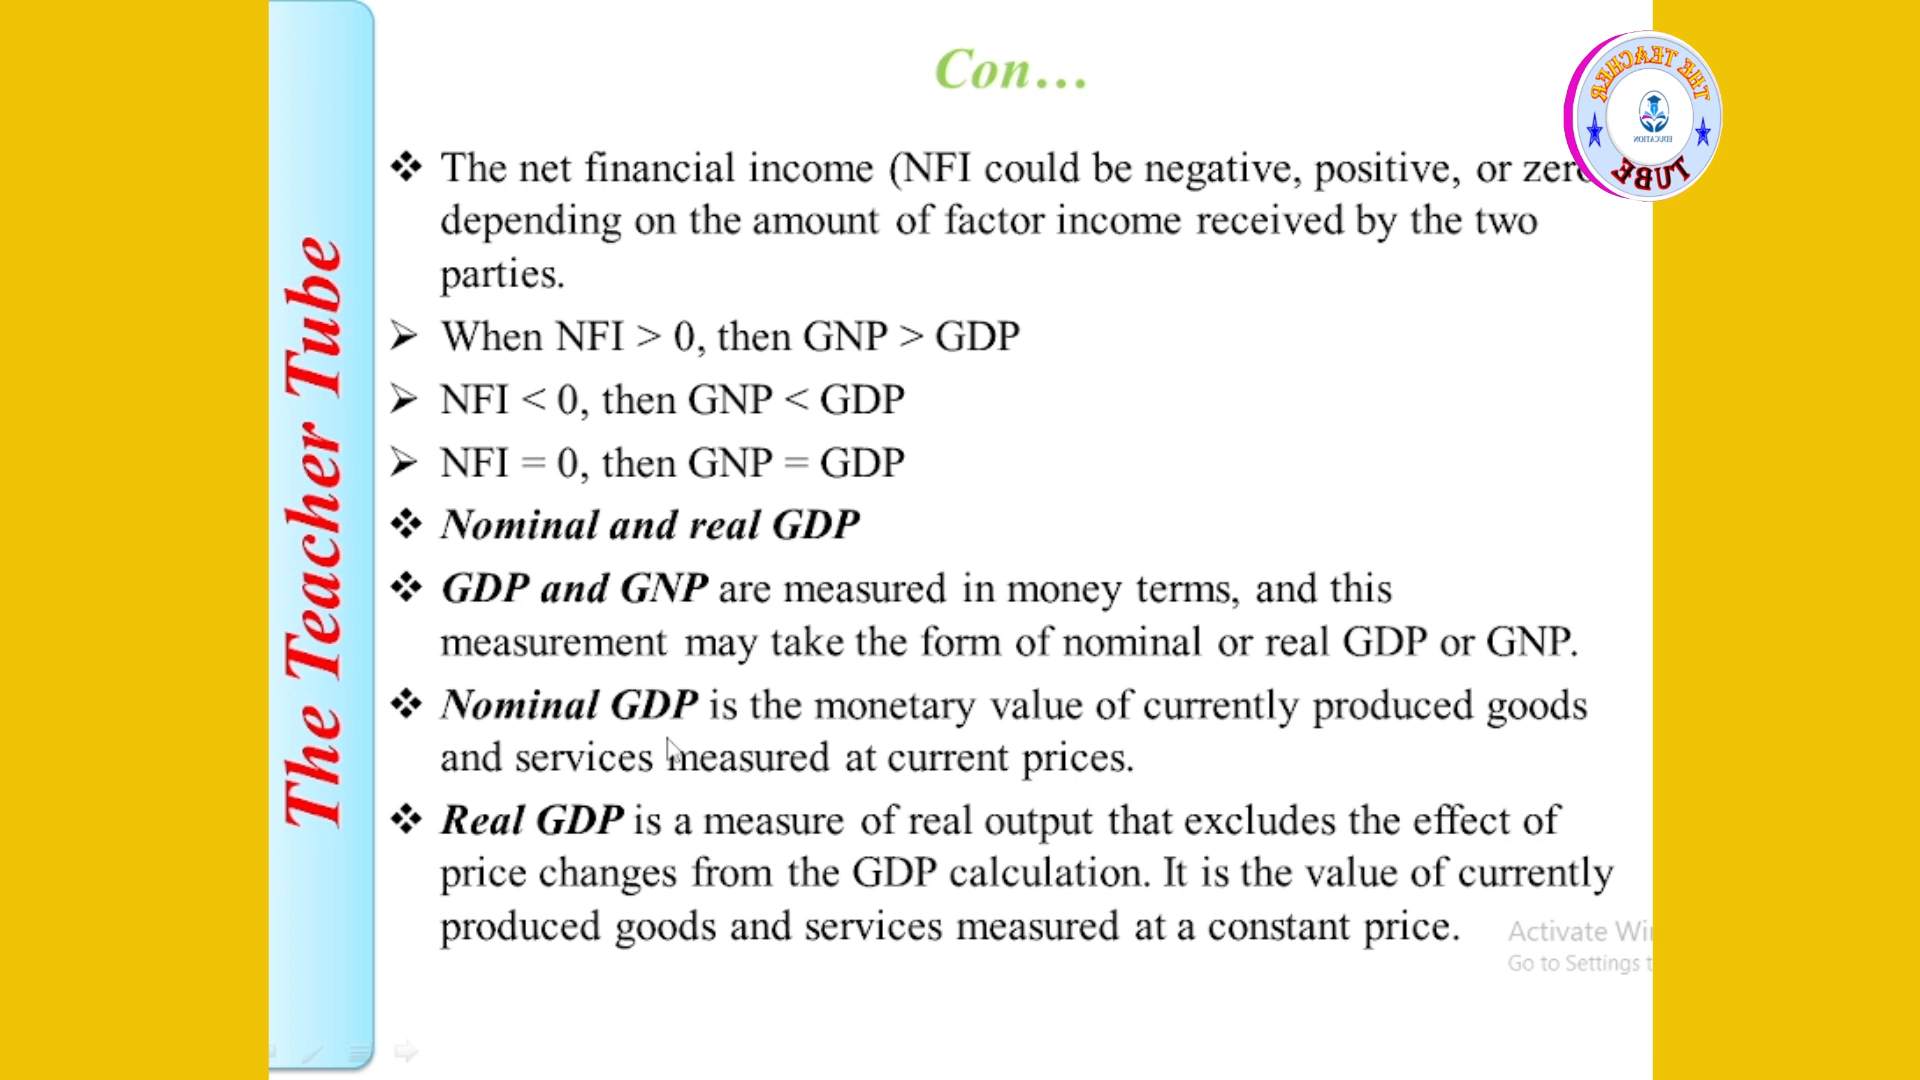 Con...
The net financial income (NFI could be negative, positive, or zero
depending on the amount of factor income received by the two
parties.
When NFI > 0, then GNP > GDP
NFI < 0, then GNP < GDP
NFI = 0, then GNP = GDP
Nominal and real GDP
GDP and GNP are measured in money terms, and this
measurement may take the form of nominal or real GDP or GNP.
Nominal GDP is the monetary value of currently produced goods
and services measured at current prices.
Real GDP is a measure of real output that excludes the effect of
price changes from the GDP calculation. It is the value of currently
produced goods and services measured at a constant price.
The Teacher Tube
THE TEACHER
EDUCATION
TUBE
Activate Wi
Go to Settings t